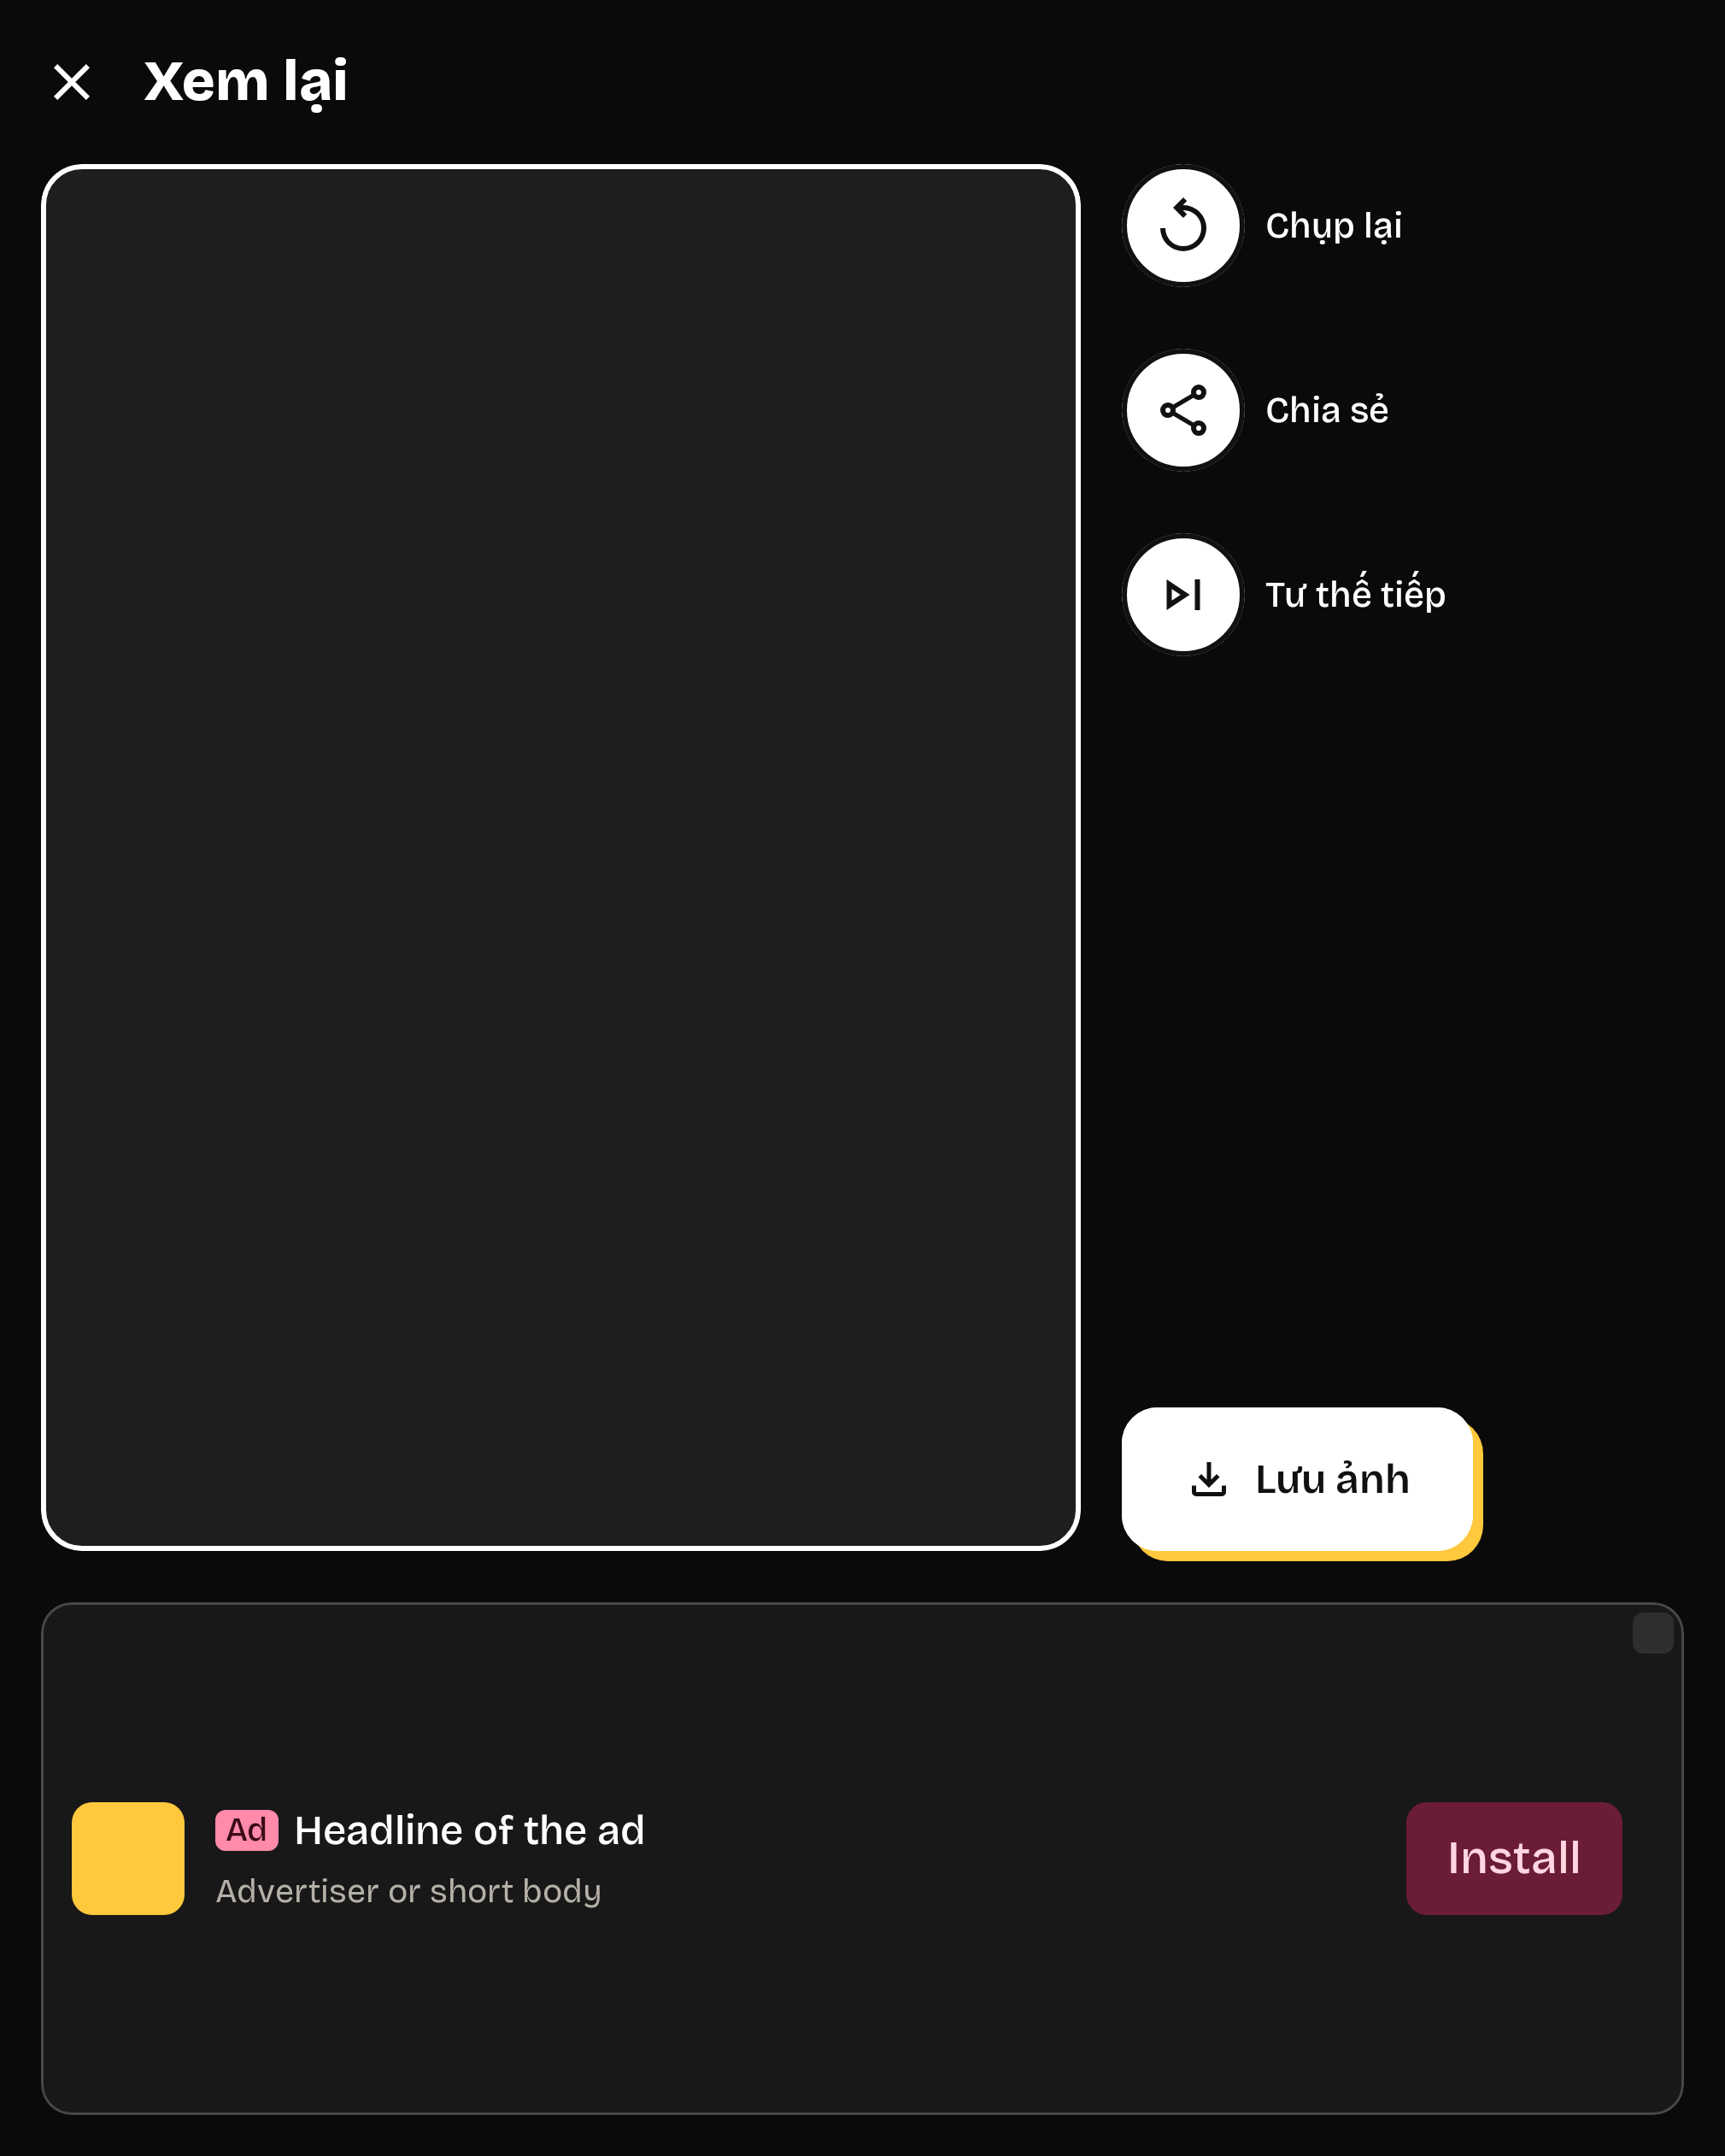 Xem lại
Chụp lại
Chia sẻ
Tư thế tiếp
Lưu ảnh
Ad Headline of the ad
Advertiser or short body
Install